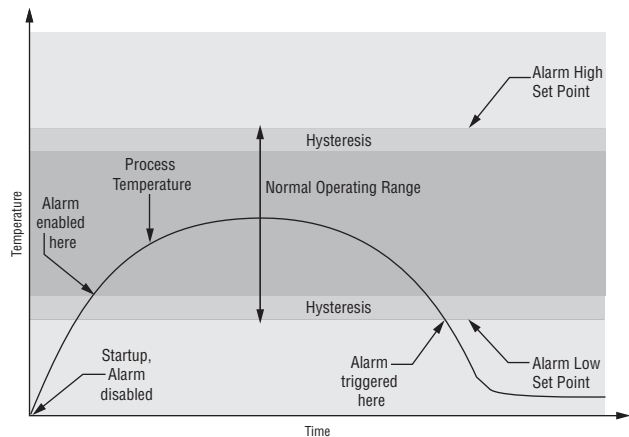 Alarm High
Set Point
Hysteresis
Process
Temperature
Normal Operating Range
Alarm
enabled
here
Temperature
Hysteresis
Startup,
Alarm
disabled
Alarm
triggered
here
Alarm Low
Set Point
Time